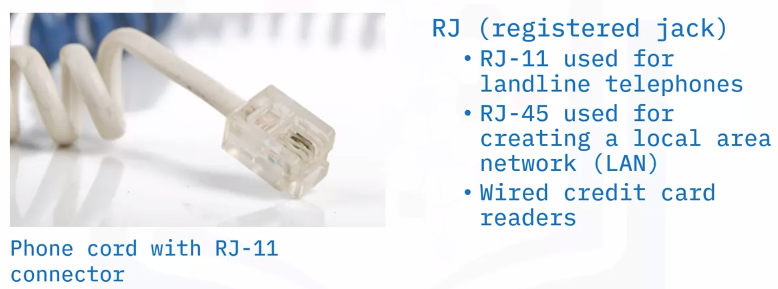 RJ (registered jack)
• RJ-11 used for
landline telephones
• RJ-45 used for
creating a local area
network (LAN)
• Wired credit card
readers
Phone cord with RJ-11
connector